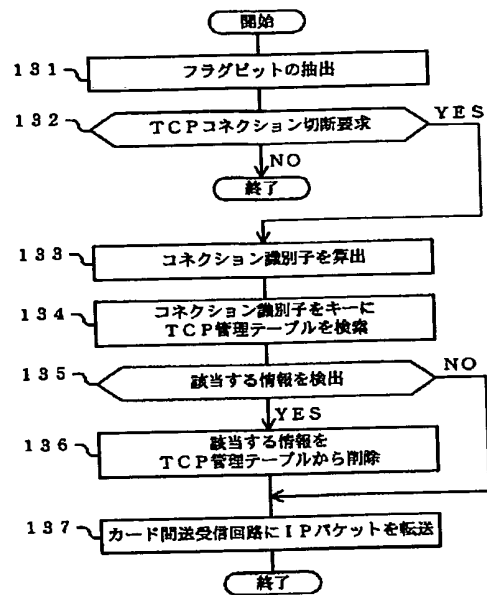 開始
131
フラグビットの抽出
132
TCPコネクション切断要求
YES
NO
終了
133
コネクション識別子を算出
134
コネクション識別子をキーに
TCP管理テーブルを検索
135
該当する情報を検出
NO
YES
136
該当する情報を
TCP管理テーブルから削除
137
カード間送受信回路にIPパケットを転送
終了